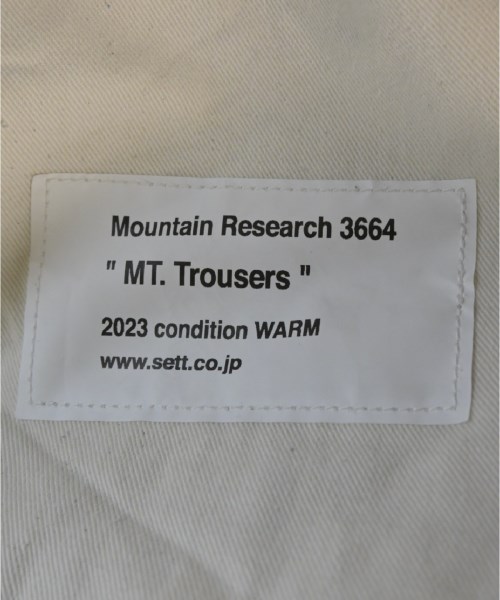 Mountain Research 3664
" MT. Trousers "
2023 condition WARM
www.sett.co.jp